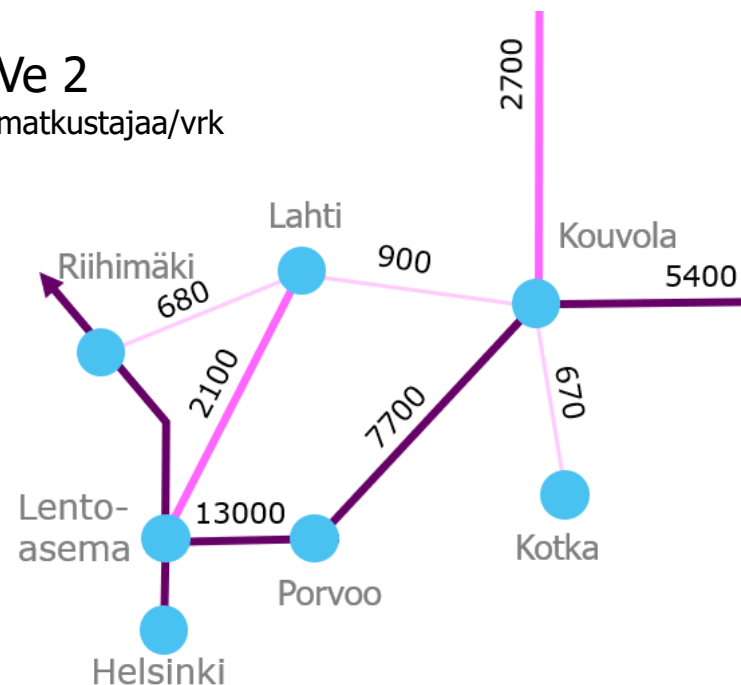 Ve 2
matkustajaa/vrk
2700
Lahti
Kouvola
900
5400
Riihimäki
680
2100
7700
670
Lento-
asema
13000
Kotka
Porvoo
Helsinki